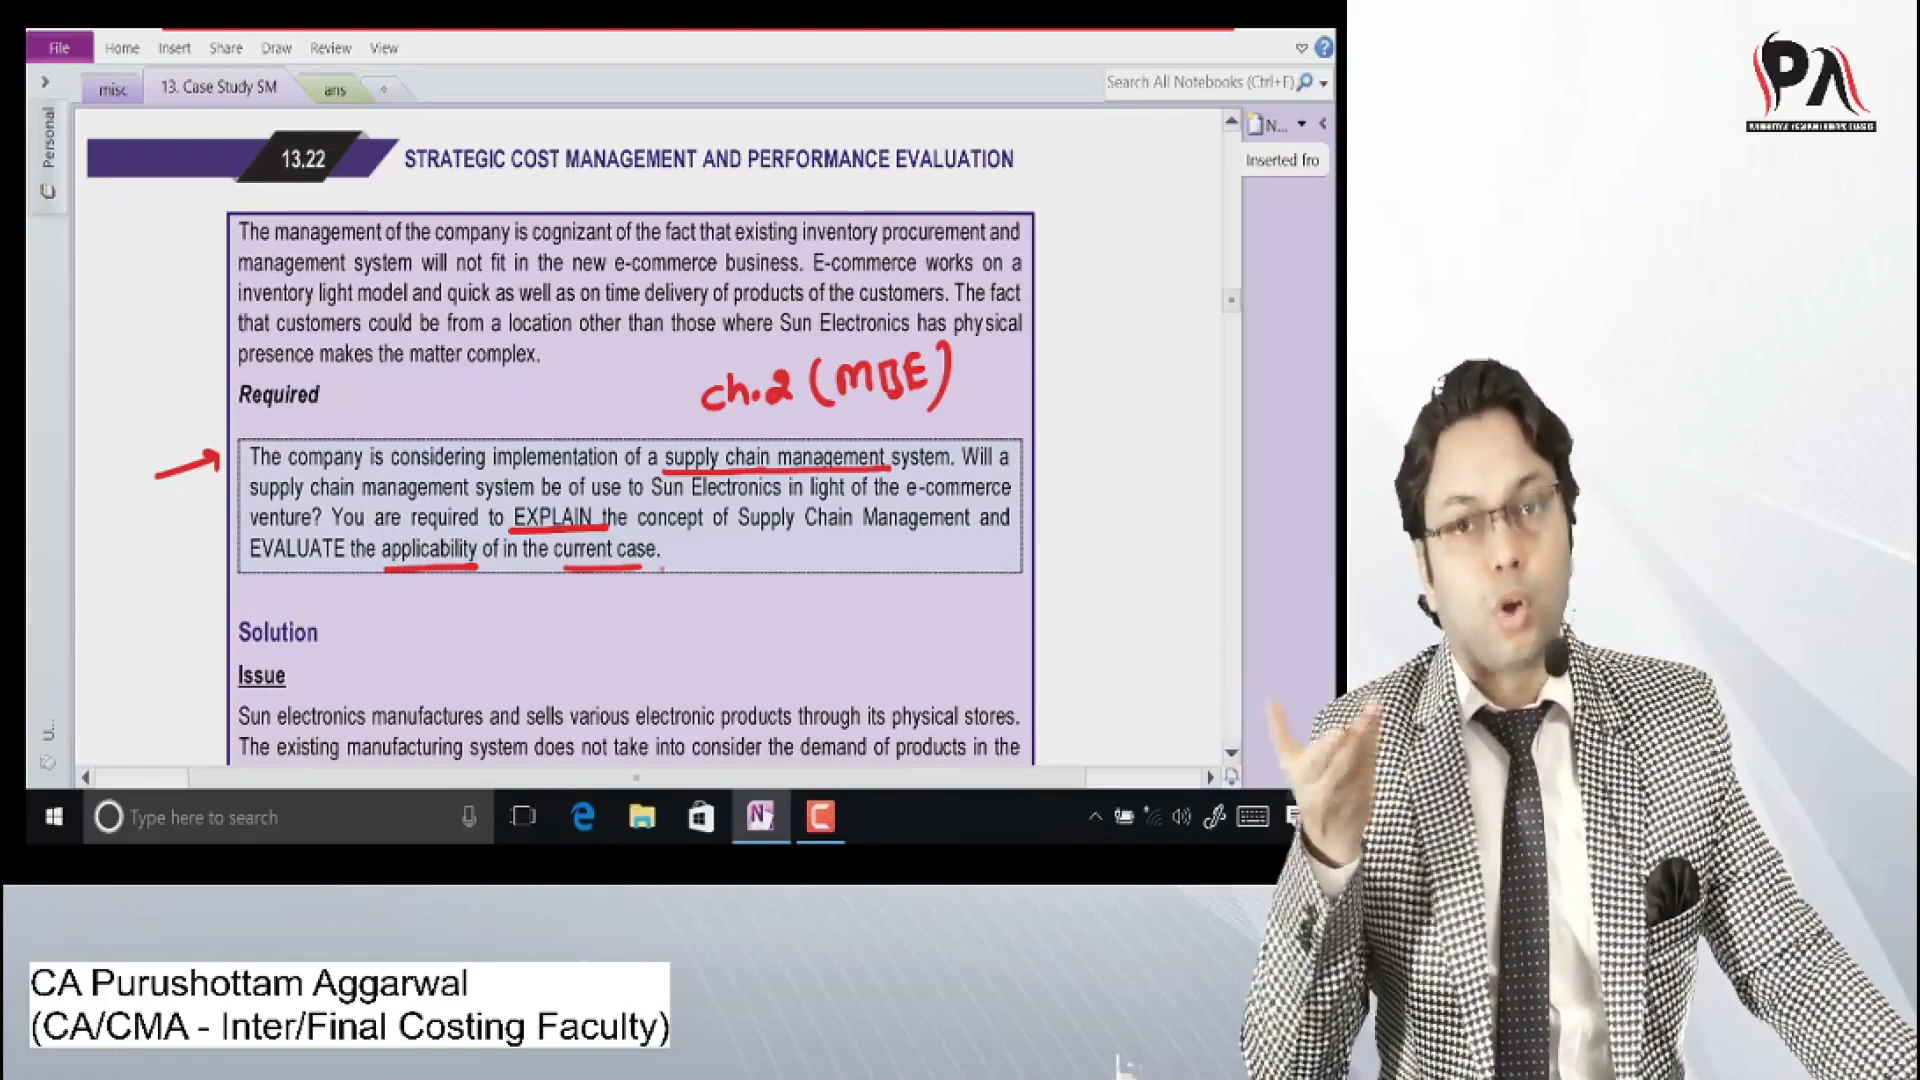 File Home Insert Share Draw Review View
misc 13. Case Study SM ans
Search All Notebooks (Ctrl+F)
Personal
N...
Inserted fro
13.22 STRATEGIC COST MANAGEMENT AND PERFORMANCE EVALUATION
The management of the company is cognizant of the fact that existing inventory procurement and
management system will not fit in the new e-commerce business. E-commerce works on a
inventory light model and quick as well as on time delivery of products of the customers. The fact
that customers could be from a location other than those where Sun Electronics has physical
presence makes the matter complex.
ch.2 (MBE)
Required
The company is considering implementation of a supply chain management system. Will a
supply chain management system be of use to Sun Electronics in light of the e-commerce
venture? You are required to EXPLAIN the concept of Supply Chain Management and
EVALUATE the applicability of in the current case.
Solution
Issue
Sun electronics manufactures and sells various electronic products through its physical stores.
The existing manufacturing system does not take into consider the demand of products in the
U...
Type here to search
CA Purushottam Aggarwal
(CA/CMA - Inter/Final Costing Faculty)
PA